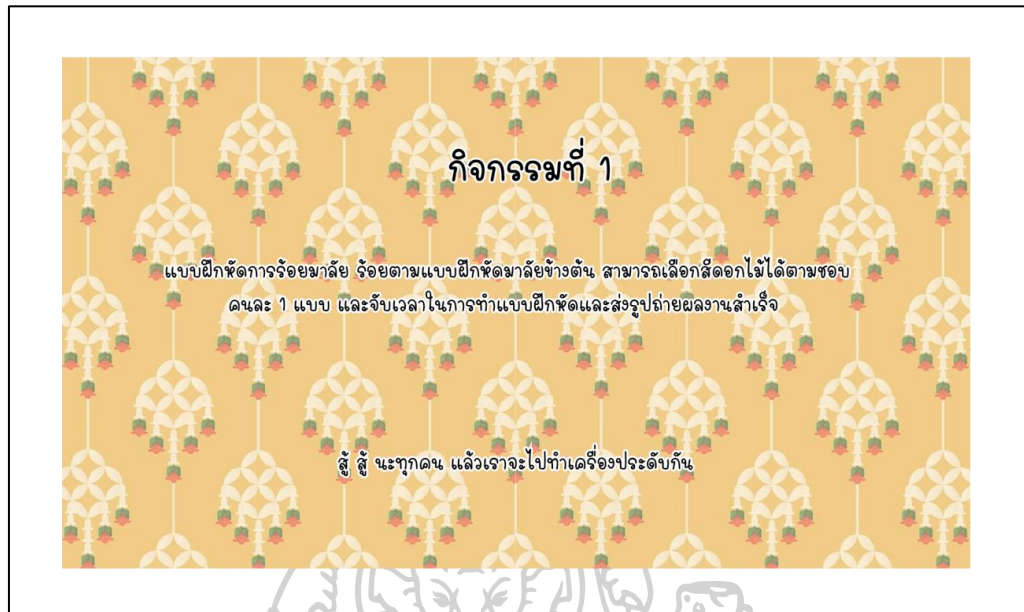 กิจกรรมที่ 1
แบบฝึกหัดการร้อยมาลัย ร้อยตามแบบฝึกหัดมาลัยข้างต้น สามารถเลือกสีดอกไม้ได้ตามชอบ
คนละ 1 แบบ และจับเวลาในการทำแบบฝึกหัดและส่งรูปถ่ายผลงานสำเร็จ
สู้ สู้ นะทุกคน แล้วเราจะไปทำเครื่องประดับกัน